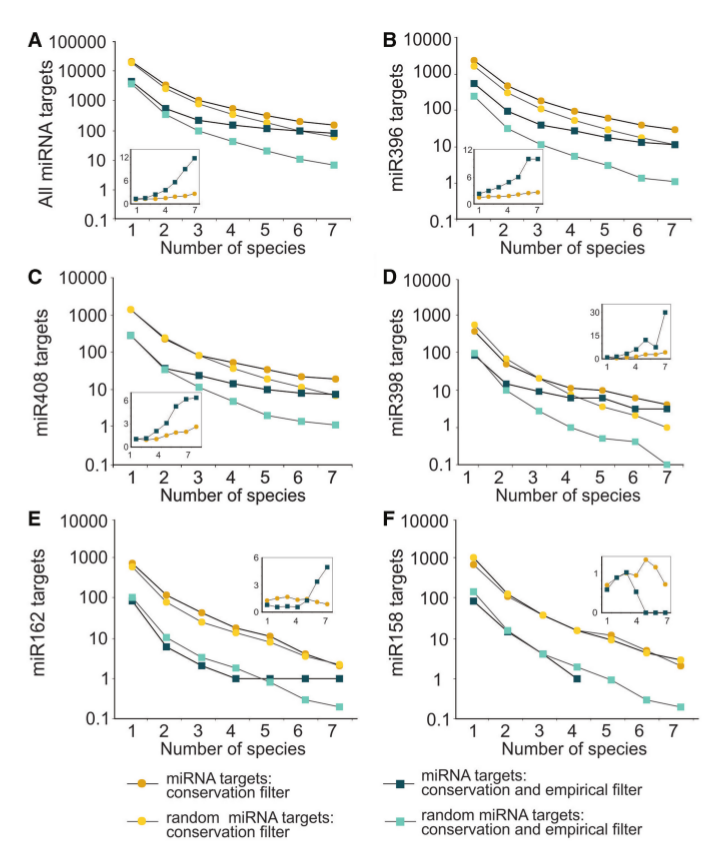 A
100000
10000
1000
100
10
1
0.1
All miRNA targets
12
6
0
1 4 7
1 2 3 4 5 6 7
Number of species
B
10000
1000
100
10
1
0.1
miR396 targets
12
6
0
1 4 7
1 2 3 4 5 6 7
Number of species
C
10000
1000
100
10
1
0.1
miR408 targets
6
3
0
1 4 7
1 2 3 4 5 6 7
Number of species
D
10000
1000
100
10
1
0.1
miR398 targets
30
15
0
1 4 7
1 2 3 4 5 6 7
Number of species
E
10000
1000
100
10
1
0.1
miR162 targets
6
3
0
1 4 7
1 2 3 4 5 6 7
Number of species
F
10000
1000
100
10
1
0.1
miR158 targets
1
0
1 4 7
1 2 3 4 5 6 7
Number of species
miRNA targets:
conservation filter
random miRNA targets:
conservation filter
miRNA targets:
conservation and empirical filter
random miRNA targets:
conservation and empirical filter